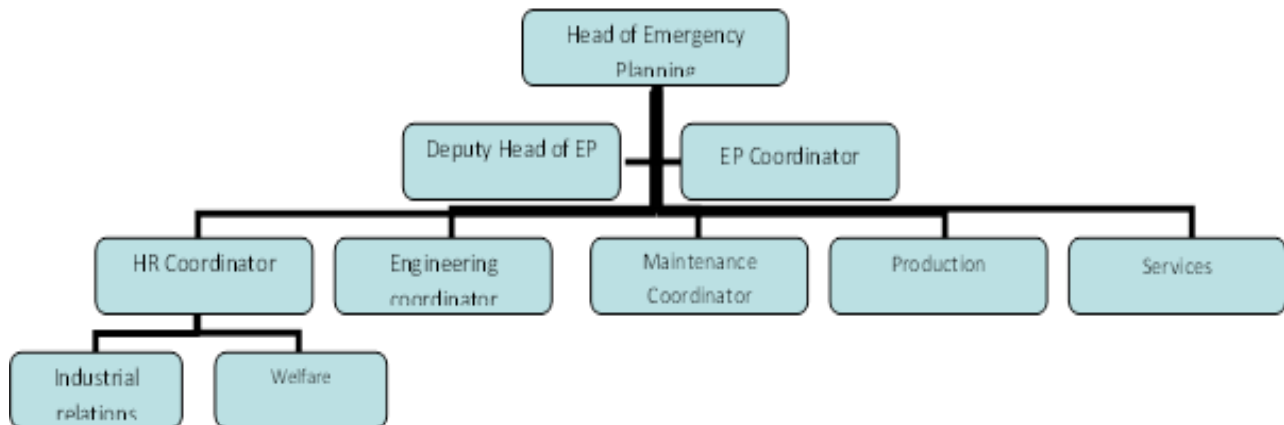 Head of Emergency
Planning
Deputy Head of EP
EP Coordinator
HR Coordinator
Engineering
coordinator
Maintenance
Coordinator
Production
Services
Industrial
relations
Welfare